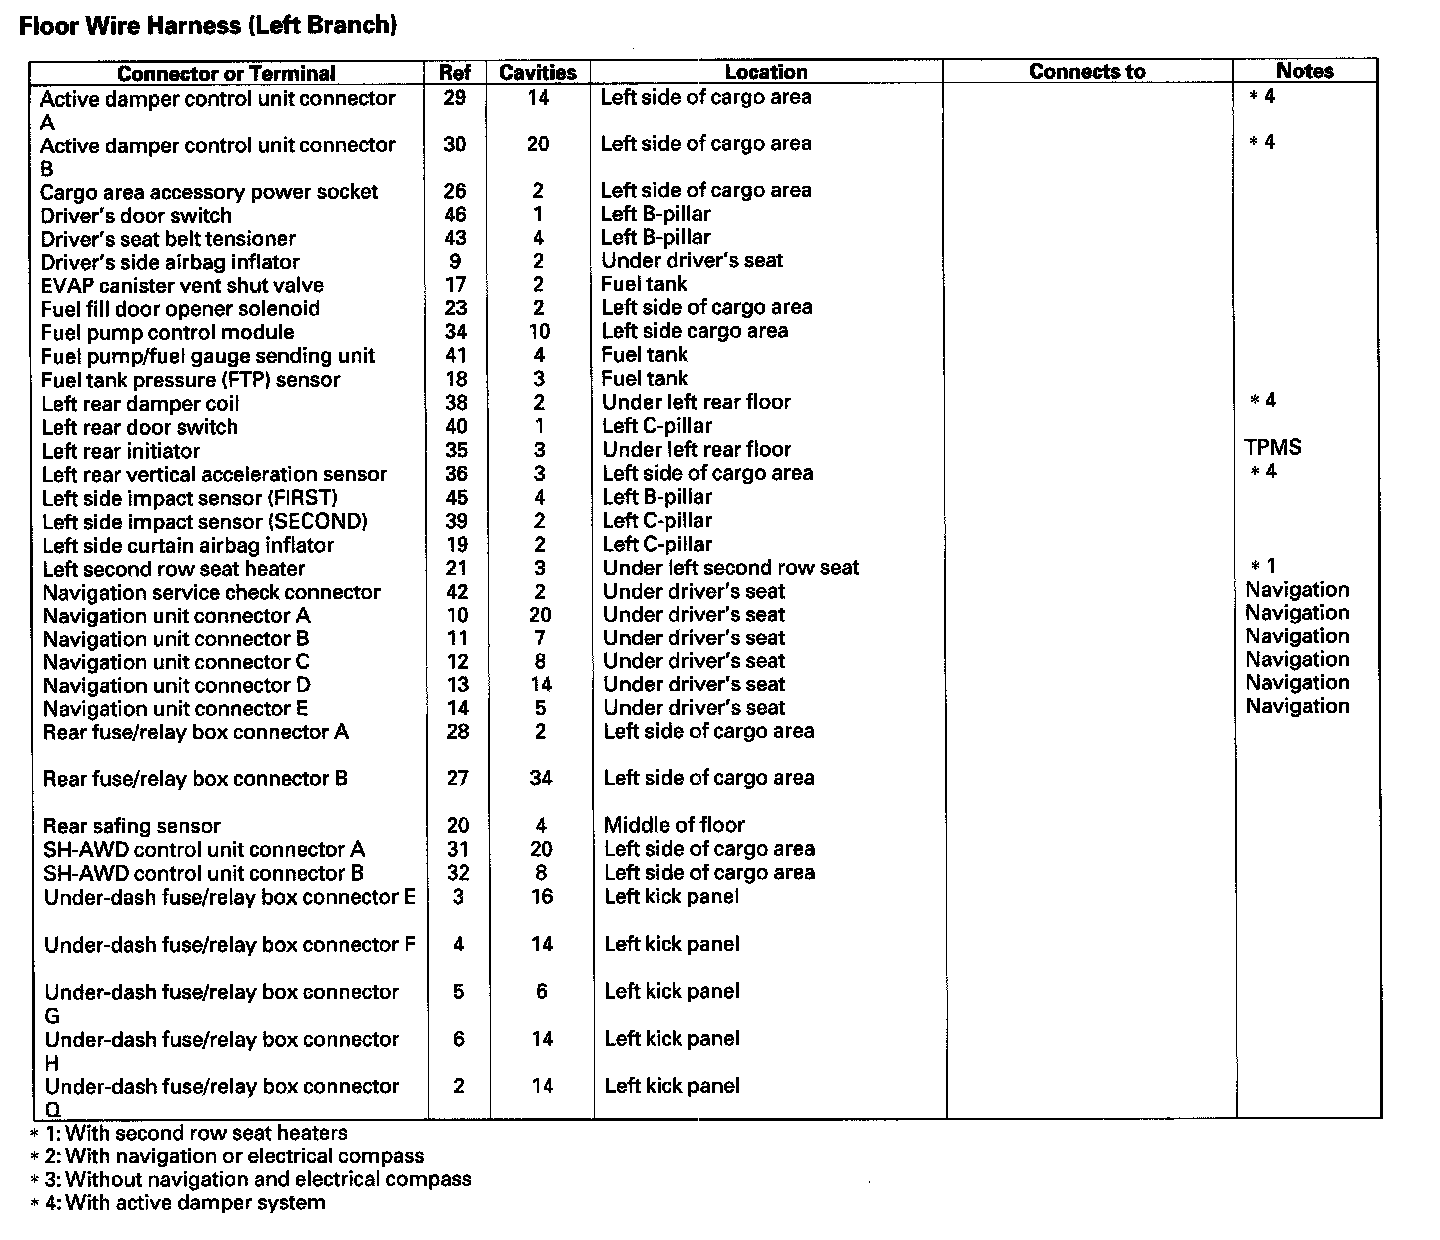 Floor Wire Harness (Left Branch)
Connector or Terminal Ref Cavities Location Connects to Notes
Active damper control unit connector 29 14 Left side of cargo area * 4
A
Active damper control unit connector 30 20 Left side of cargo area * 4
B
Cargo area accessory power socket 26 2 Left side of cargo area
Driver's door switch 46 1 Left B-pillar
Driver's seat belt tensioner 43 4 Left B-pillar
Driver's side airbag inflator 9 2 Under driver's seat
EVAP canister vent shut valve 17 2 Fuel tank
Fuel fill door opener solenoid 23 2 Left side of cargo area
Fuel pump control module 34 10 Left side cargo area
Fuel pump/fuel gauge sending unit 41 4 Fuel tank
Fuel tank pressure (FTP) sensor 18 3 Fuel tank
Left rear damper coil 38 2 Under left rear floor * 4
Left rear door switch 40 1 Left C-pillar
Left rear initiator 35 3 Under left rear floor TPMS
Left rear vertical acceleration sensor 36 3 Left side of cargo area * 4
Left side impact sensor (FIRST) 45 4 Left B-pillar
Left side impact sensor (SECOND) 39 2 Left C-pillar
Left side curtain airbag inflator 19 2 Left C-pillar
Left second row seat heater 21 3 Under left second row seat * 1
Navigation service check connector 42 2 Under driver's seat Navigation
Navigation unit connector A 10 20 Under driver's seat Navigation
Navigation unit connector B 11 7 Under driver's seat Navigation
Navigation unit connector C 12 8 Under driver's seat Navigation
Navigation unit connector D 13 14 Under driver's seat Navigation
Navigation unit connector E 14 5 Under driver's seat Navigation
Rear fuse/relay box connector A 28 2 Left side of cargo area
Rear fuse/relay box connector B 27 34 Left side of cargo area
Rear safing sensor 20 4 Middle of floor
SH-AWD control unit connector A 31 20 Left side of cargo area
SH-AWD control unit connector B 32 8 Left side of cargo area
Under-dash fuse/relay box connector E 3 16 Left kick panel
Under-dash fuse/relay box connector F 4 14 Left kick panel
Under-dash fuse/relay box connector 5 6 Left kick panel
G
Under-dash fuse/relay box connector 6 14 Left kick panel
H
Under-dash fuse/relay box connector 2 14 Left kick panel
Q
* 1: With second row seat heaters
* 2: With navigation or electrical compass
* 3: Without navigation and electrical compass
* 4: With active damper system